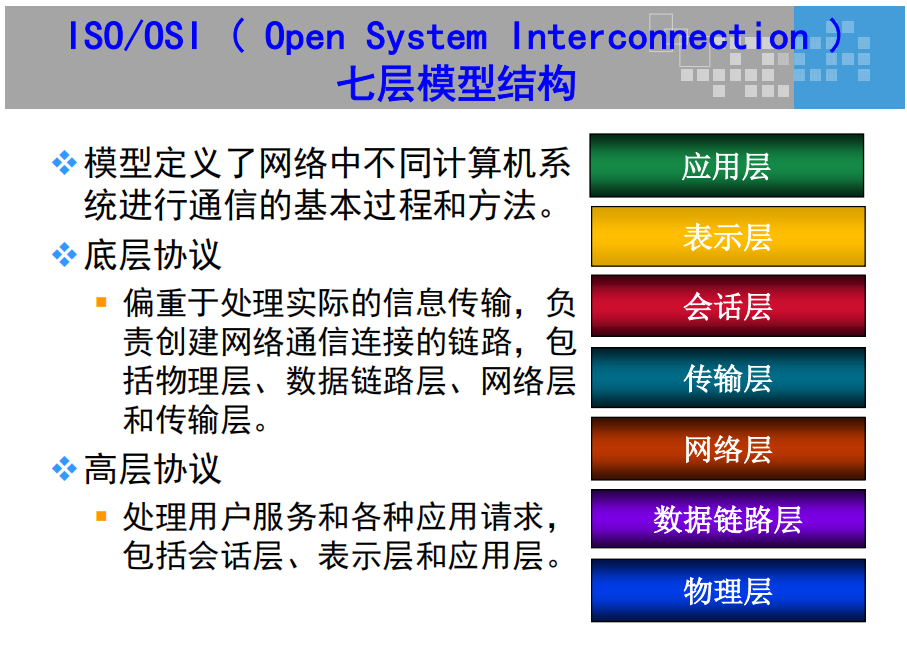 ISO/OSI ( Open System Interconnection )
七层模型结构
模型定义了网络中不同计算机系
统进行通信的基本过程和方法。
底层协议
偏重于处理实际的信息传输，负
责创建网络通信连接的链路，包
括物理层、数据链路层、网络层
和传输层。
高层协议
处理用户服务和各种应用请求，
包括会话层、表示层和应用层。
应用层
表示层
会话层
传输层
网络层
数据链路层
物理层